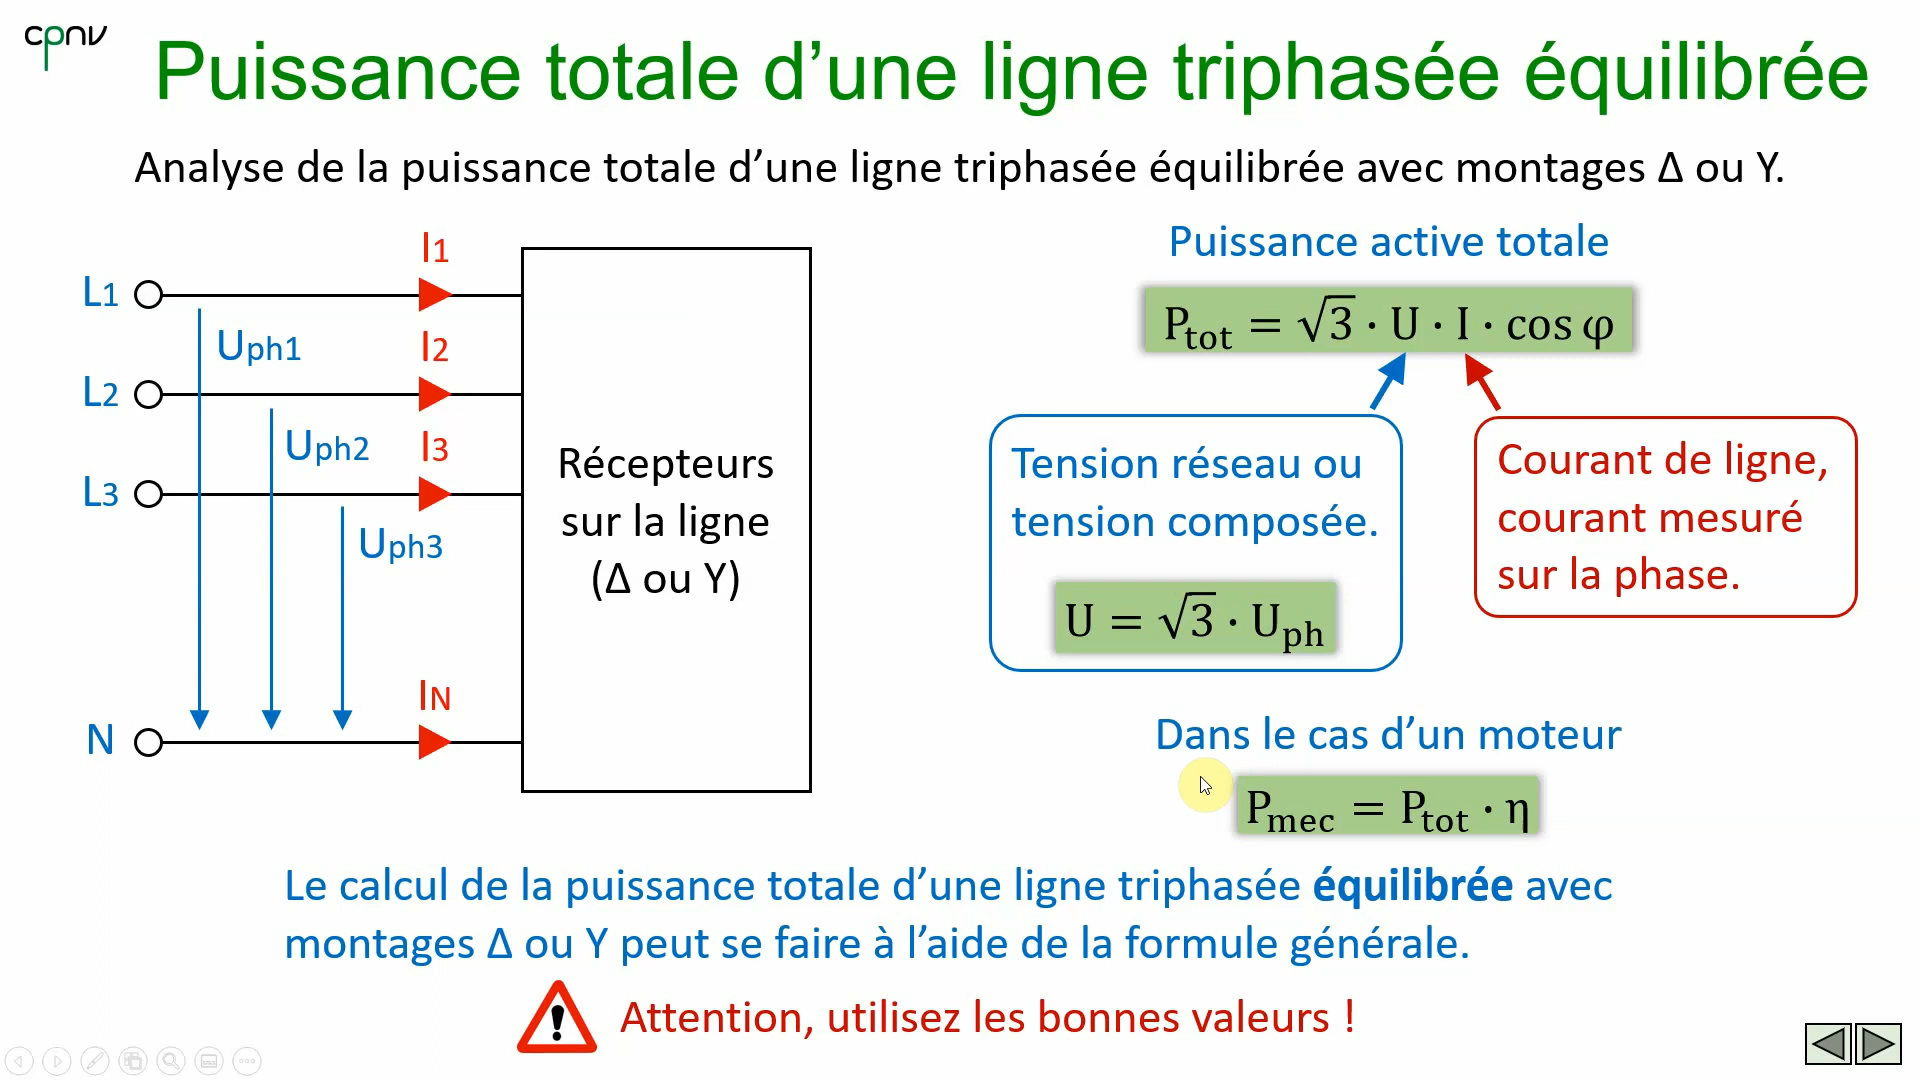 cpnv
Puissance totale d’une ligne triphasée équilibrée
Analyse de la puissance totale d’une ligne triphasée équilibrée avec montages Δ ou Y.
L1
I1
Uph1
L2
I2
Uph2
L3
I3
Uph3
N
IN
Récepteurs
sur la ligne
(Δ ou Y)
Puissance active totale
P_tot = √3 · U · I · cos φ
Tension réseau ou
tension composée.
U = √3 · U_ph
Courant de ligne,
courant mesuré
sur la phase.
Dans le cas d’un moteur
P_mec = P_tot · η
Le calcul de la puissance totale d’une ligne triphasée équilibrée avec
montages Δ ou Y peut se faire à l’aide de la formule générale.
Attention, utilisez les bonnes valeurs !